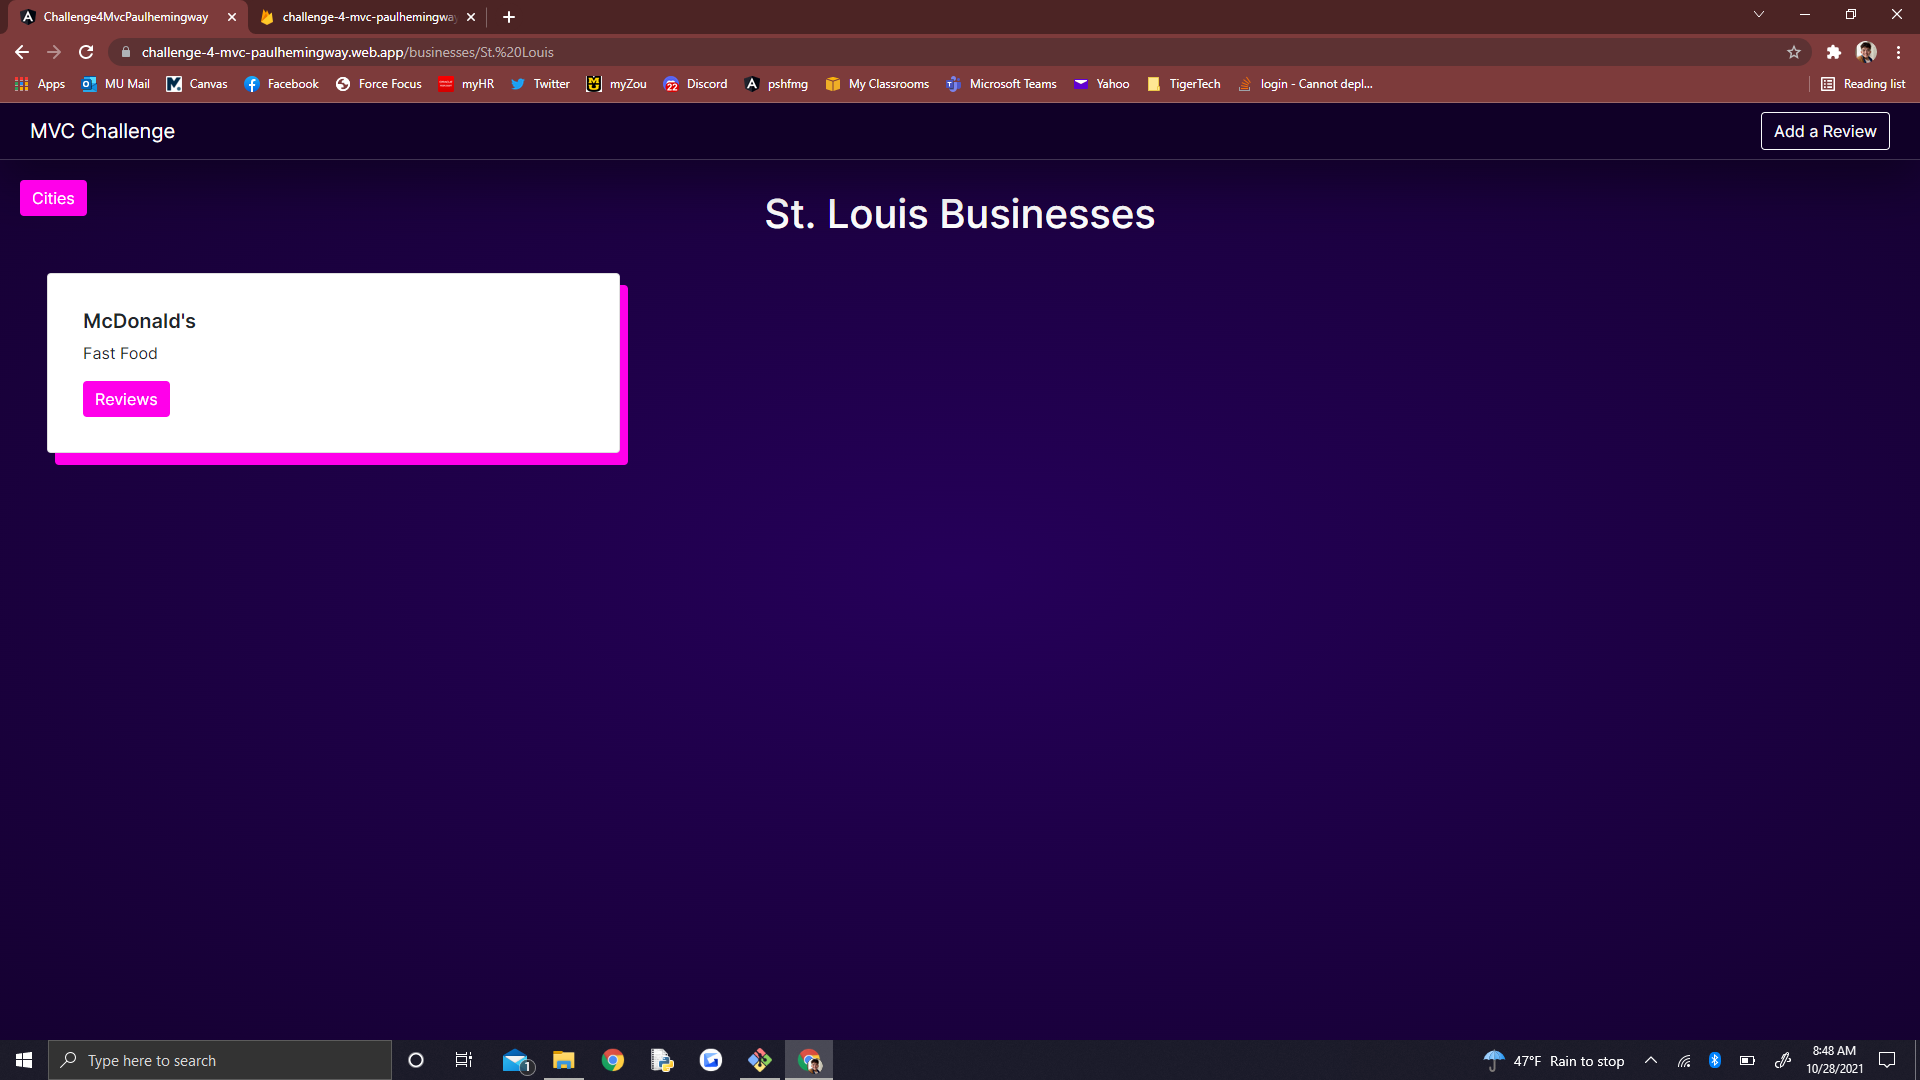 Challenge4MvcPaulhemingway
challenge-4-mvc-paulhemingway
challenge-4-mvc-paulhemingway.web.app/businesses/St.%20Louis
Apps MU Mail Canvas Facebook Force Focus myHR Twitter myZou 22 Discord pshfmg My Classrooms Microsoft Teams Yahoo TigerTech login - Cannot depl... Reading list
MVC Challenge
Add a Review
Cities
St. Louis Businesses
McDonald's
Fast Food
Reviews
Type here to search
1
47°F Rain to stop
8:48 AM
10/28/2021